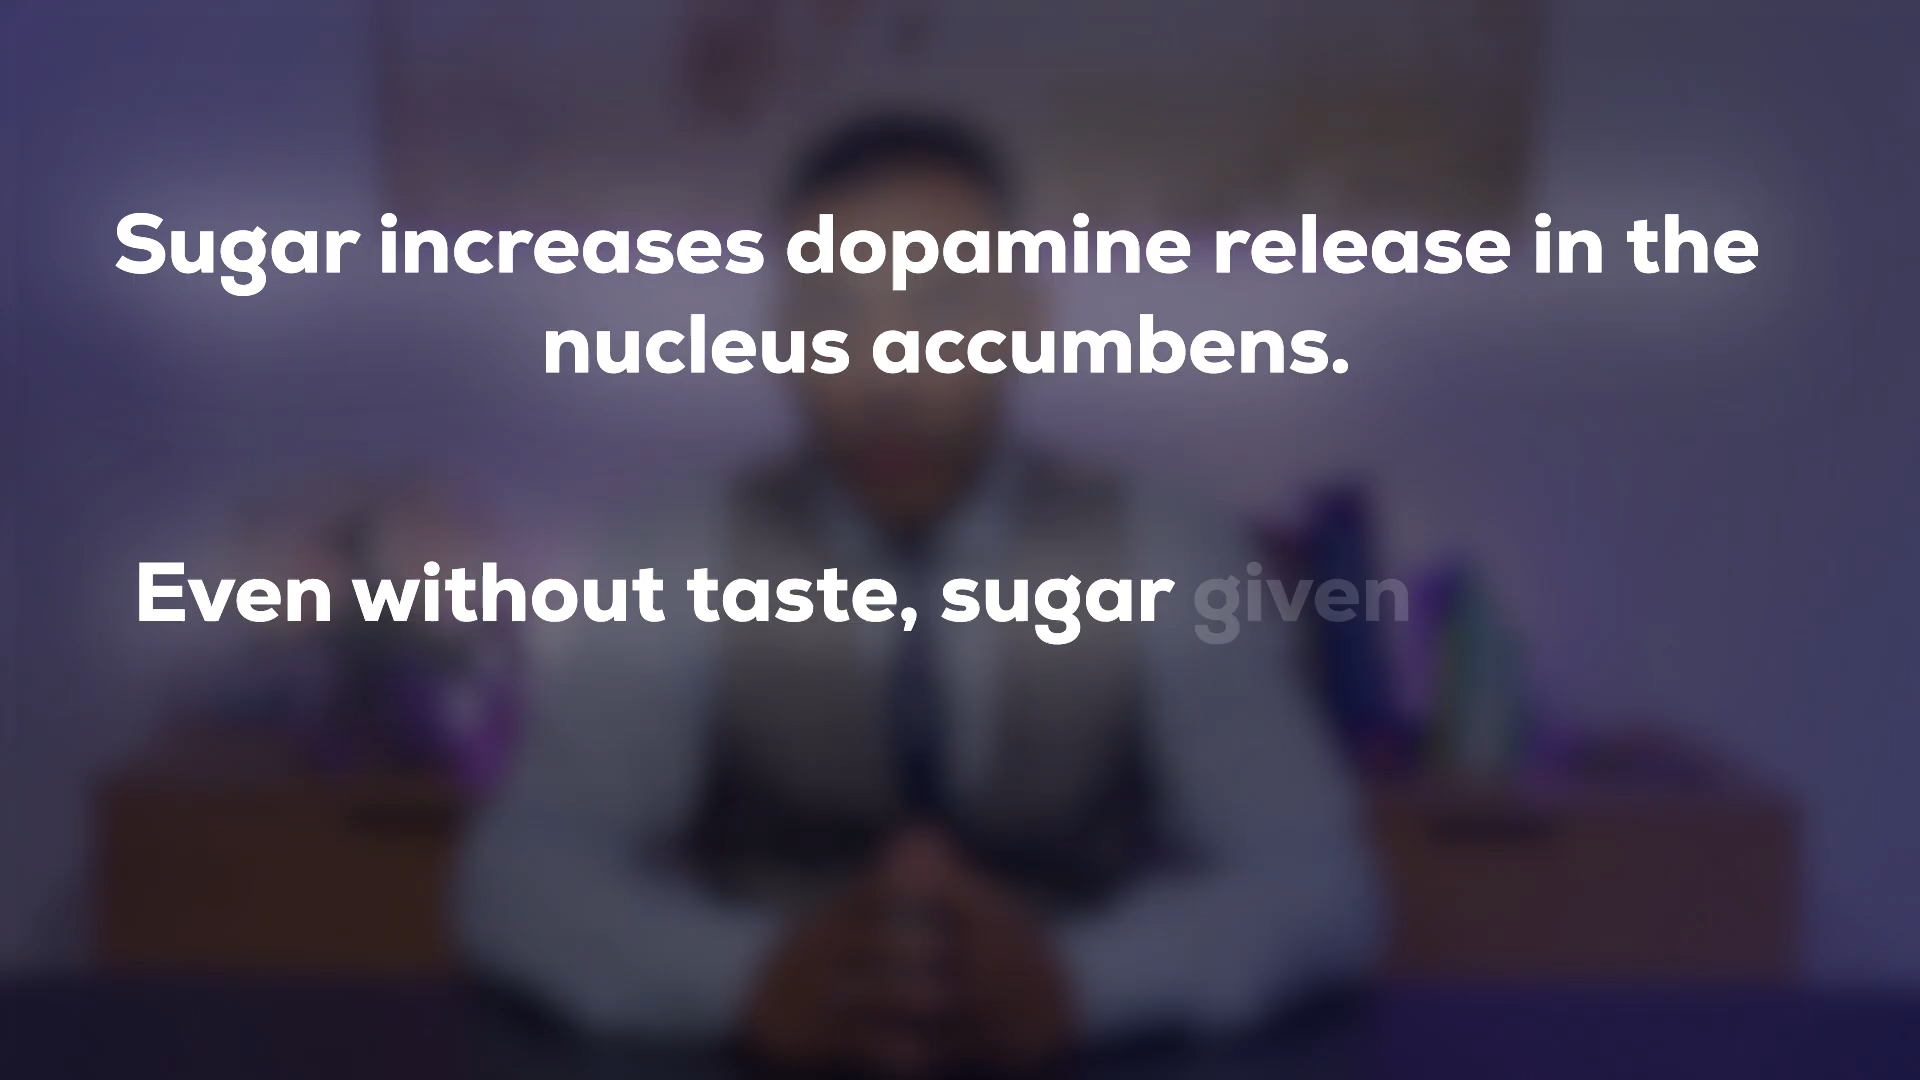 Sugar increases dopamine release in the
nucleus accumbens.
Even without taste, sugar given